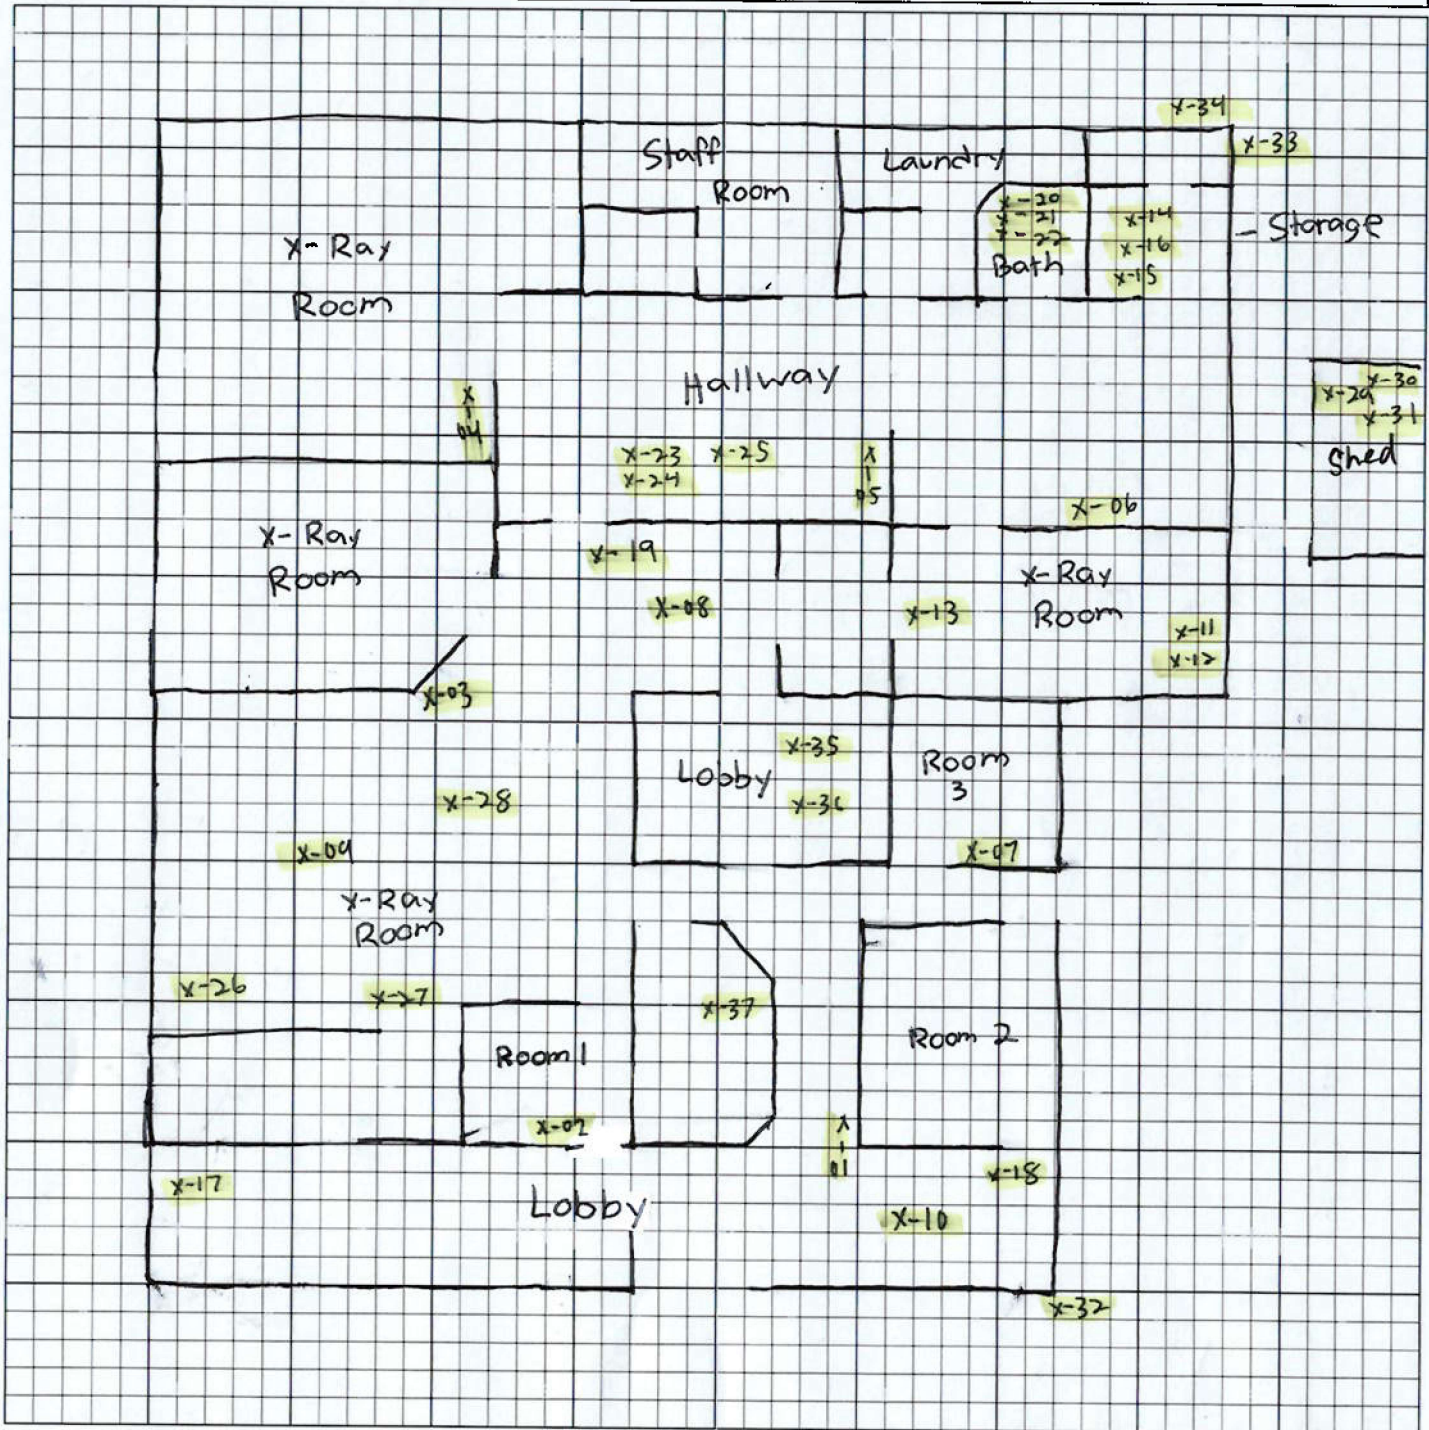 X-34
Staff
Room
Laundry
X-33
X-20
X-21
X-22
Bath
X-14
X-16
X-15
- Storage
X-Ray
Room
Hallway
X-04
X-23
X-24
X-25
X-05
X-29
X-30
X-31
Shed
X-06
X-Ray
Room
X-19
X-08
X-13
X-Ray
Room
X-11
X-12
X-03
Lobby
X-35
X-36
Room
3
X-07
X-28
X-09
X-Ray
Room
X-26
X-27
Room 1
X-02
X-37
Room 2
X-01
X-18
X-17
Lobby
X-10
X-32